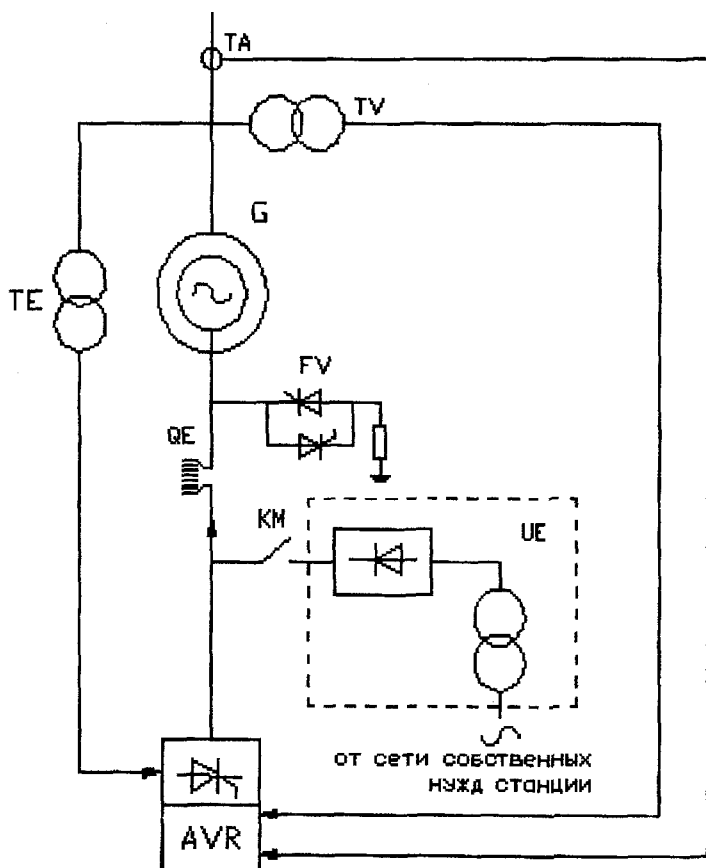 TA
TV
G
TE
FV
QE
KM
UE
от сети собственных
нужд станции
AVR